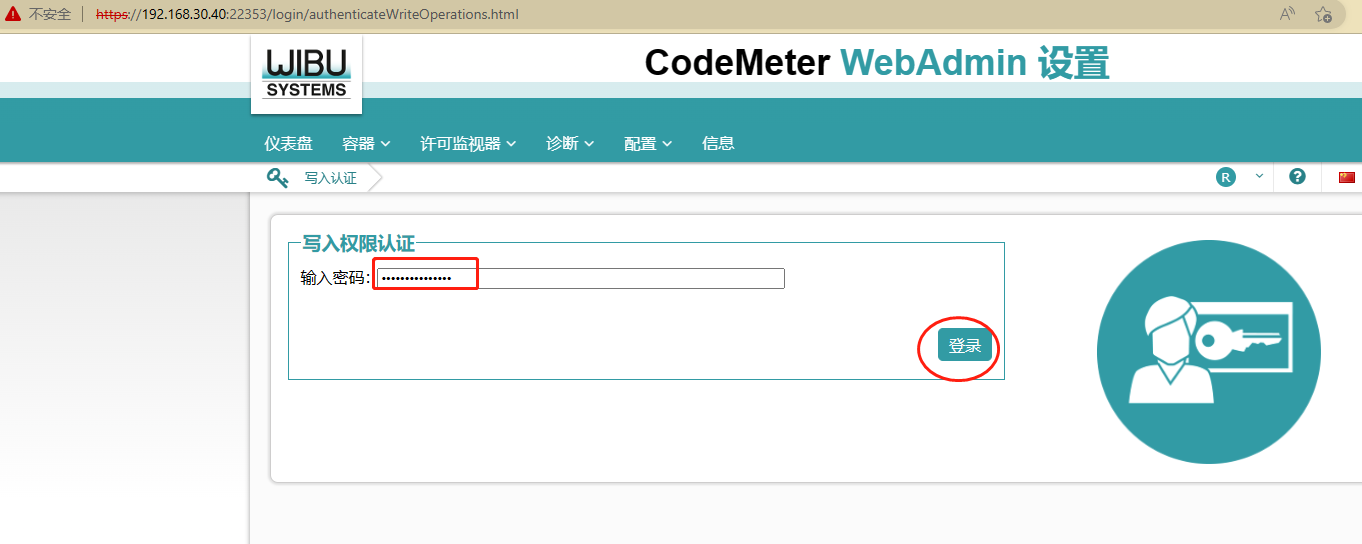 不安全 https://192.168.30.40:22353/login/authenticateWriteOperations.html A
WIBU
SYSTEMS
CodeMeter WebAdmin 设置
仪表盘 容器 许可监视器 诊断 配置 信息
写入认证 R ?
写入权限认证
输入密码: •••••••••••••••
登录